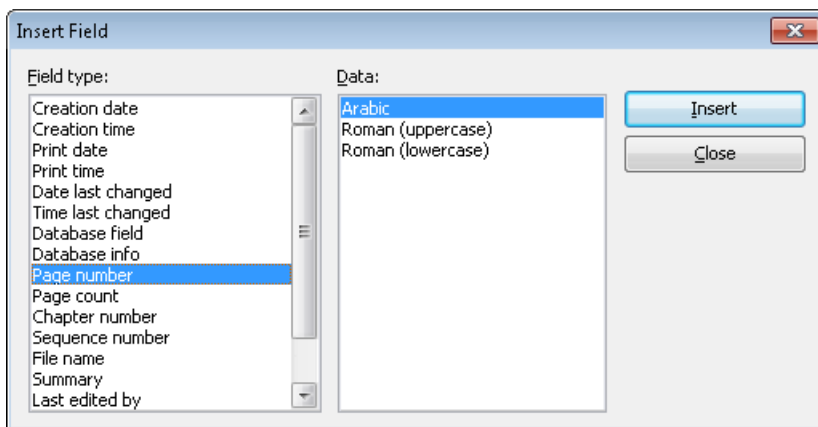 Insert Field
Field type:
Creation date
Creation time
Print date
Print time
Date last changed
Time last changed
Database field
Database info
Page number
Page count
Chapter number
Sequence number
File name
Summary
Last edited by
Data:
Arabic
Roman (uppercase)
Roman (lowercase)
Insert
Close